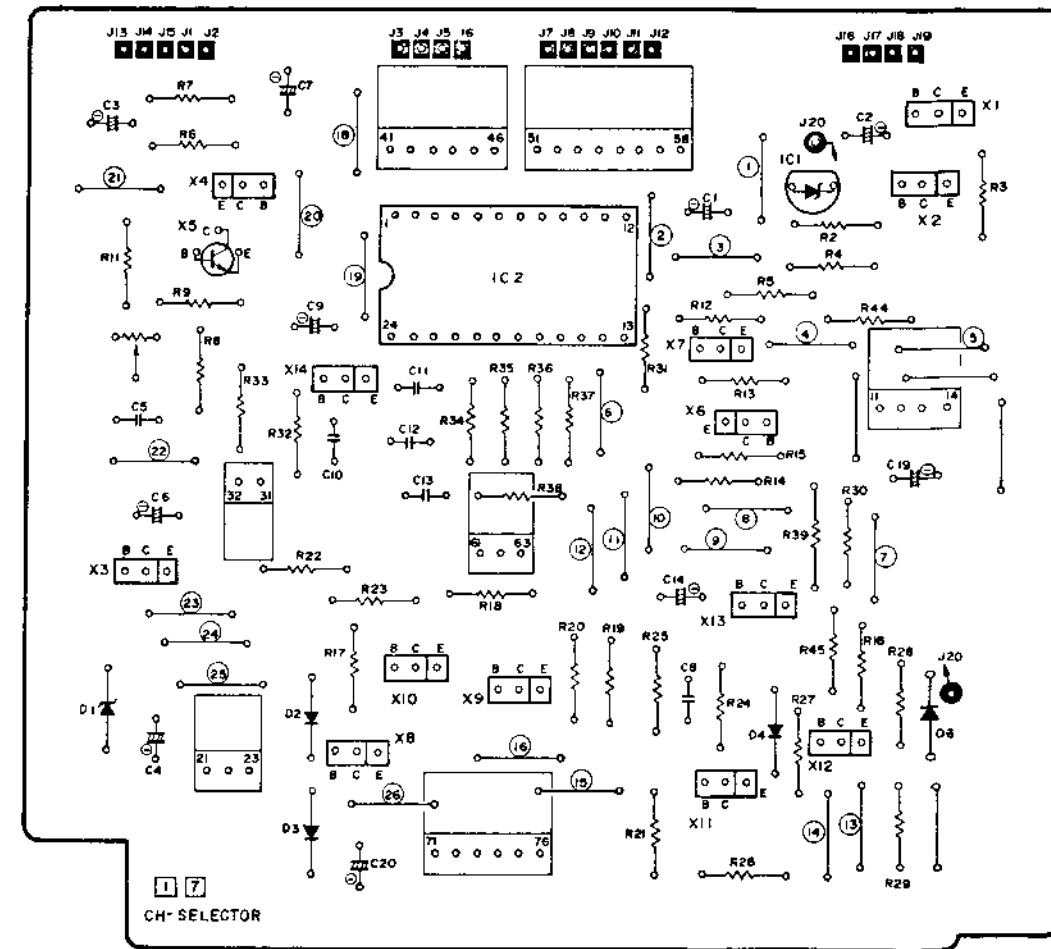 J13 J14 J15 J1 J2 J3 J4 J5 J6 J7 J8 J9 J10 J11 J12 J16 J17 J18 J19
R7
C7
C3
R6
18
41 46
51 58
J20
C2
B C E X1
IC1
1
21
X4
E C B
20
1 12
2
C1
R3
B C E
X2
X5
C
B E
R11
R2
3
R4
19
IC2
R9
R5
C9
24 13
R12
R44
B C E
X7
4
5
R8
R31
R33
X14
B C E
C11
R35 R36
R37
R13
C5
R32
R34
6
11 14
X6
E C B
C12
C10
R15
22
C19
32 31
C13
R38
R14
R30
C6
10
8
R39
61 63
12
11
9
7
X3
B C E
R22
C14
B C E
X13
R23
R18
23
24
R17
R20 R19
R25
R45
R16
R28
J20
B C E
X10
X9
B C E
C8
25
D1
D2
R24
D4
R27
B C E
X12
D6
C4
21 23
X8
B C E
16
15
26
B C E
X11
D3
71 76
R21
14
13
C20
R26
R29
1 7
CH-SELECTOR